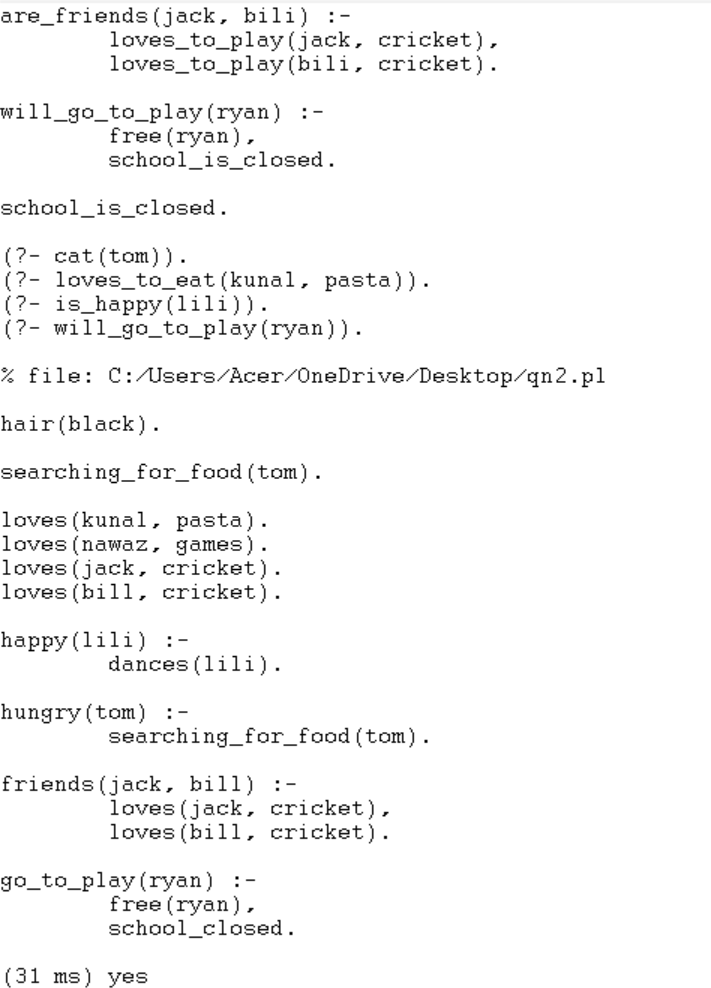 are_friends(jack, bili) :-
        loves_to_play(jack, cricket),
        loves_to_play(bili, cricket).
will_go_to_play(ryan) :-
        free(ryan),
        school_is_closed.
school_is_closed.
(?- cat(tom)).
(?- loves_to_eat(kunal, pasta)).
(?- is_happy(lili)).
(?- will_go_to_play(ryan)).
% file: C:/Users/Acer/OneDrive/Desktop/qn2.pl
hair(black).
searching_for_food(tom).
loves(kunal, pasta).
loves(nawaz, games).
loves(jack, cricket).
loves(bill, cricket).
happy(lili) :-
        dances(lili).
hungry(tom) :-
        searching_for_food(tom).
friends(jack, bill) :-
        loves(jack, cricket),
        loves(bill, cricket).
go_to_play(ryan) :-
        free(ryan),
        school_closed.
(31 ms) yes